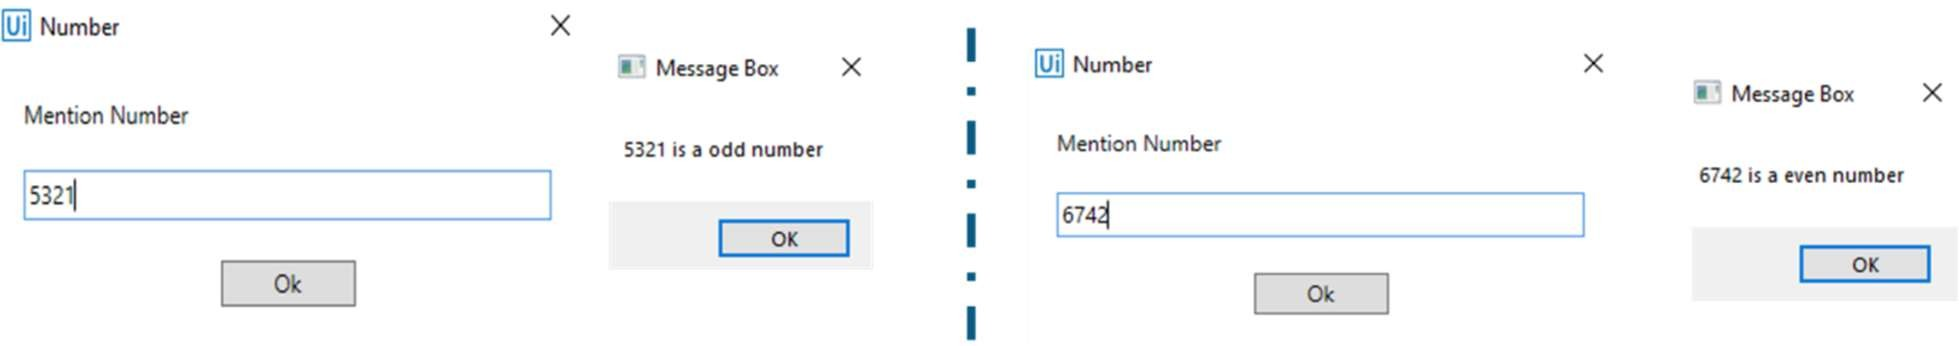 Ui Number
Mention Number
5321
Ok
Message Box
5321 is a odd number
OK
Ui Number
Mention Number
6742
Ok
Message Box
6742 is a even number
OK